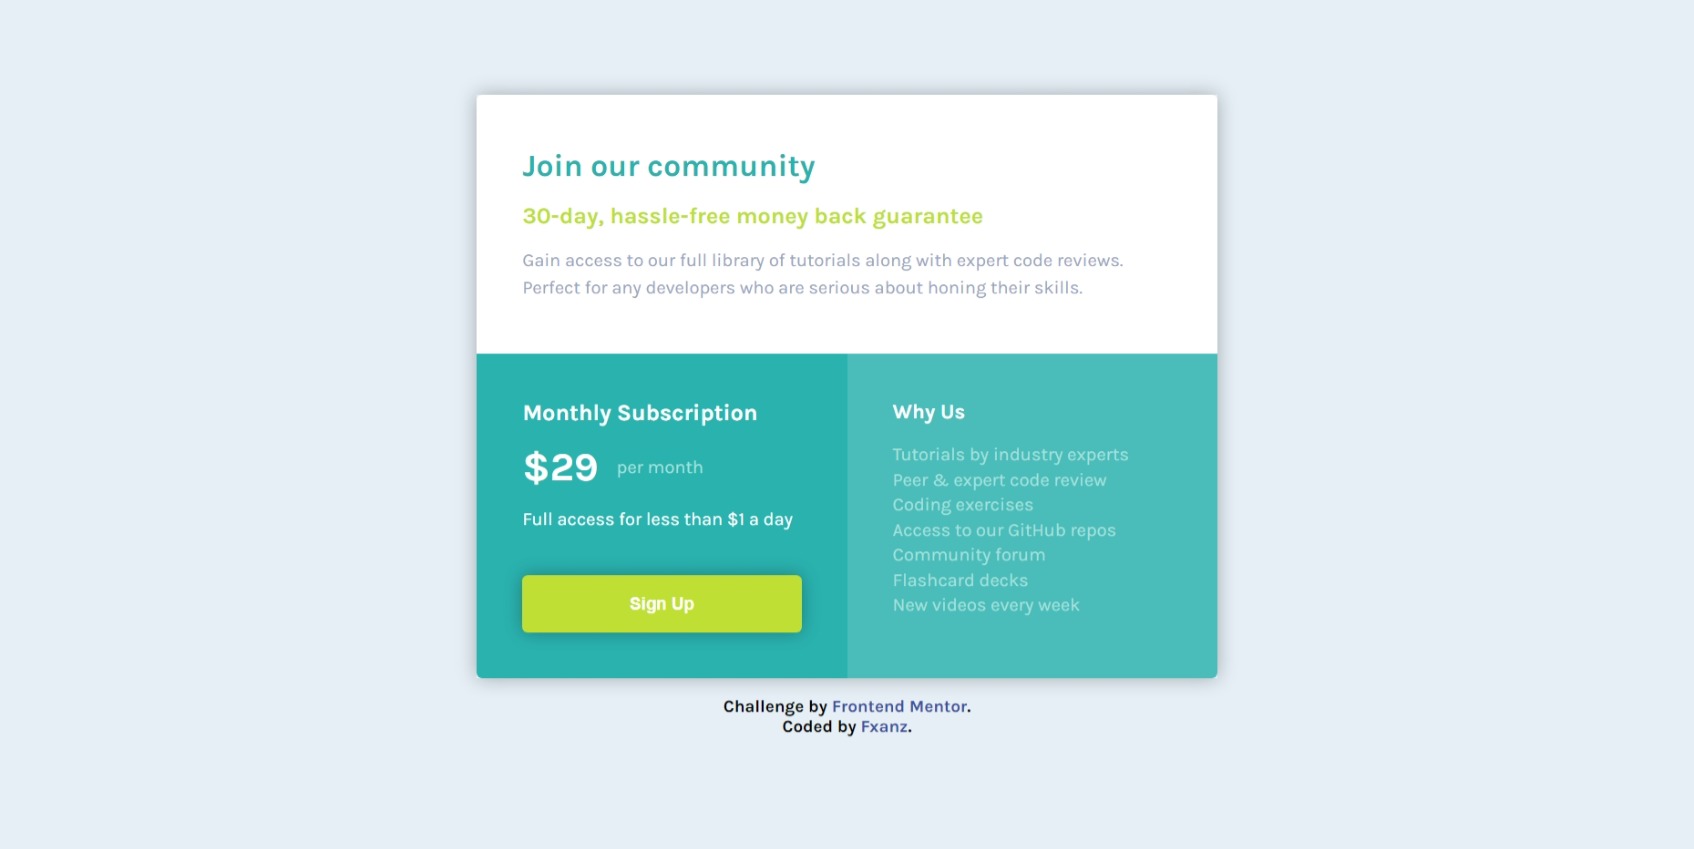 Join our community
30-day, hassle-free money back guarantee
Gain access to our full library of tutorials along with expert code reviews.
Perfect for any developers who are serious about honing their skills.
Monthly Subscription
$29 per month
Full access for less than $1 a day
Sign Up
Why Us
Tutorials by industry experts
Peer & expert code review
Coding exercises
Access to our GitHub repos
Community forum
Flashcard decks
New videos every week
Challenge by Frontend Mentor.
Coded by Fxanz.